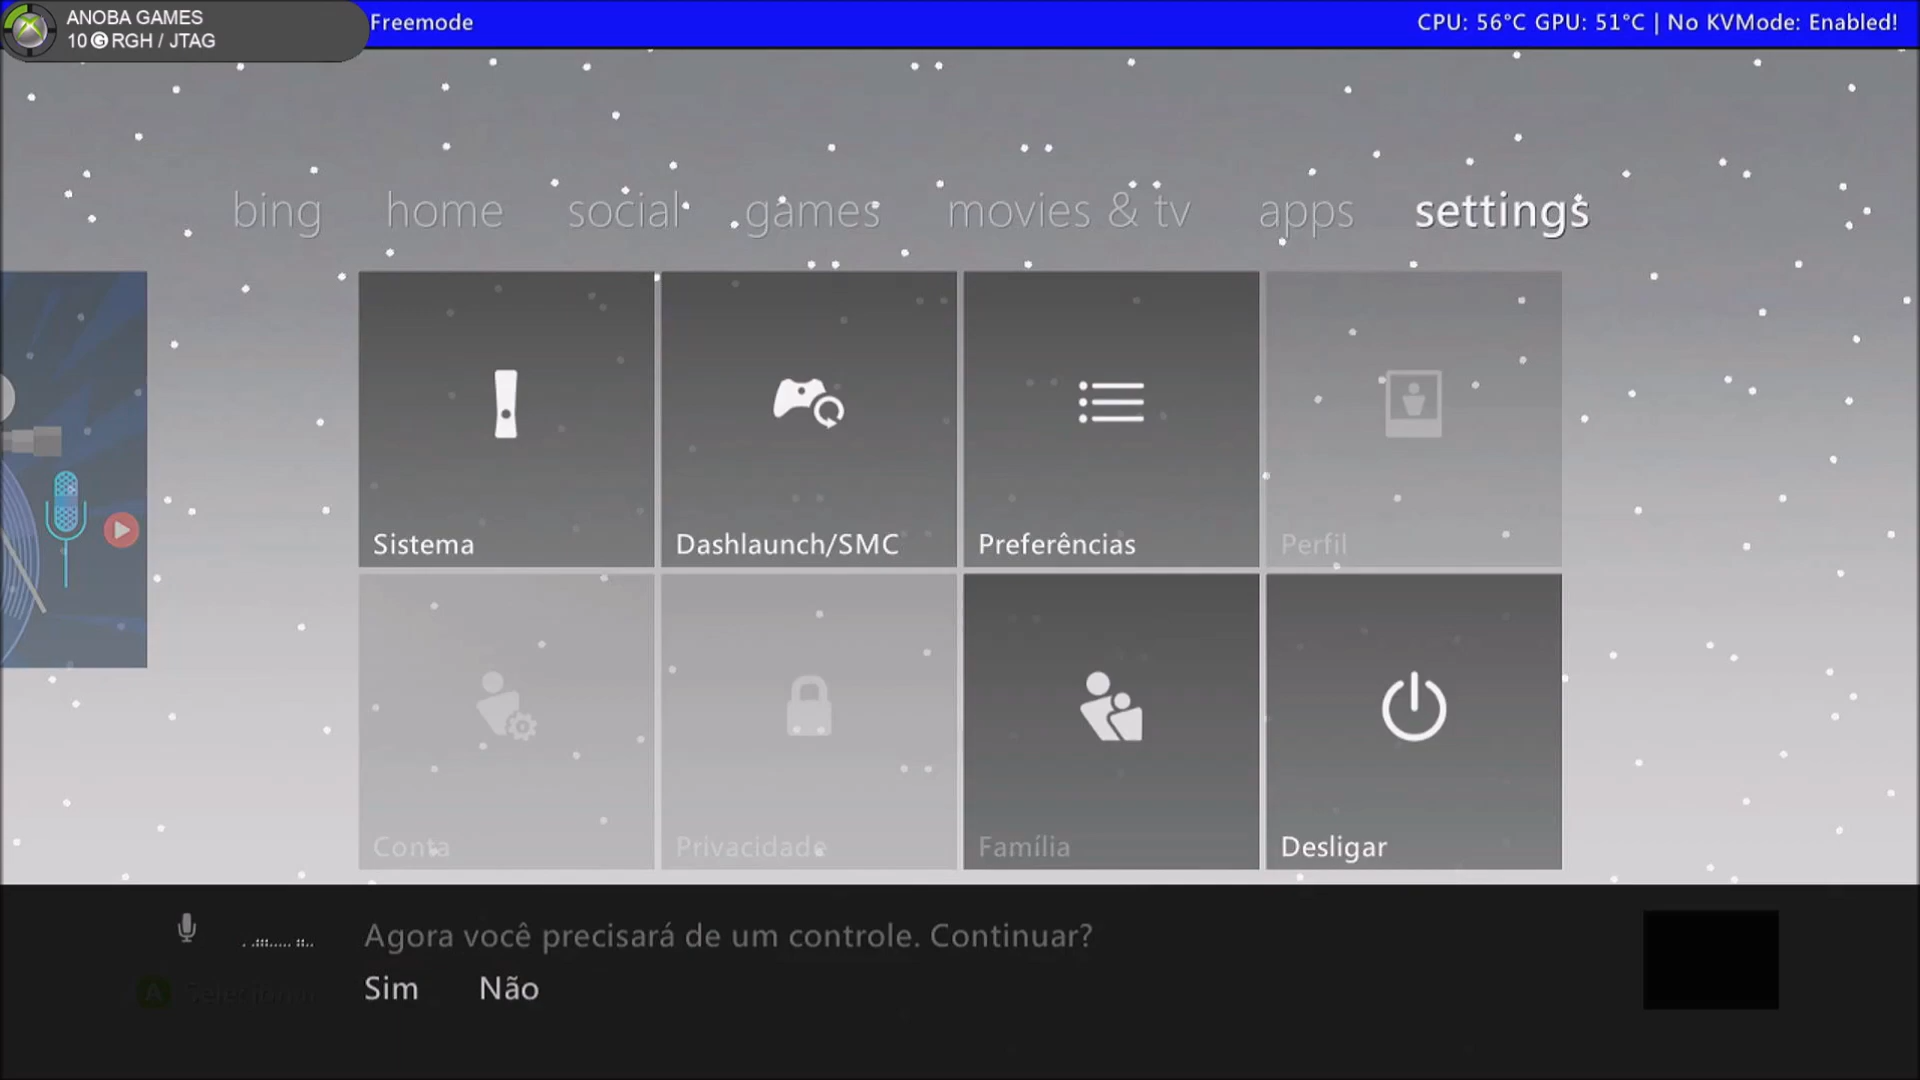 ANOBA GAMES
10 G RGH / JTAG
Freemode
CPU: 56°C GPU: 51°C | No KVMode: Enabled!
bing home social games movies & tv apps settings
Sistema Dashlaunch/SMC Preferências Perfil
Conta Privacidade Família Desligar
Agora você precisará de um controle. Continuar?
A Selecionar
Sim Não